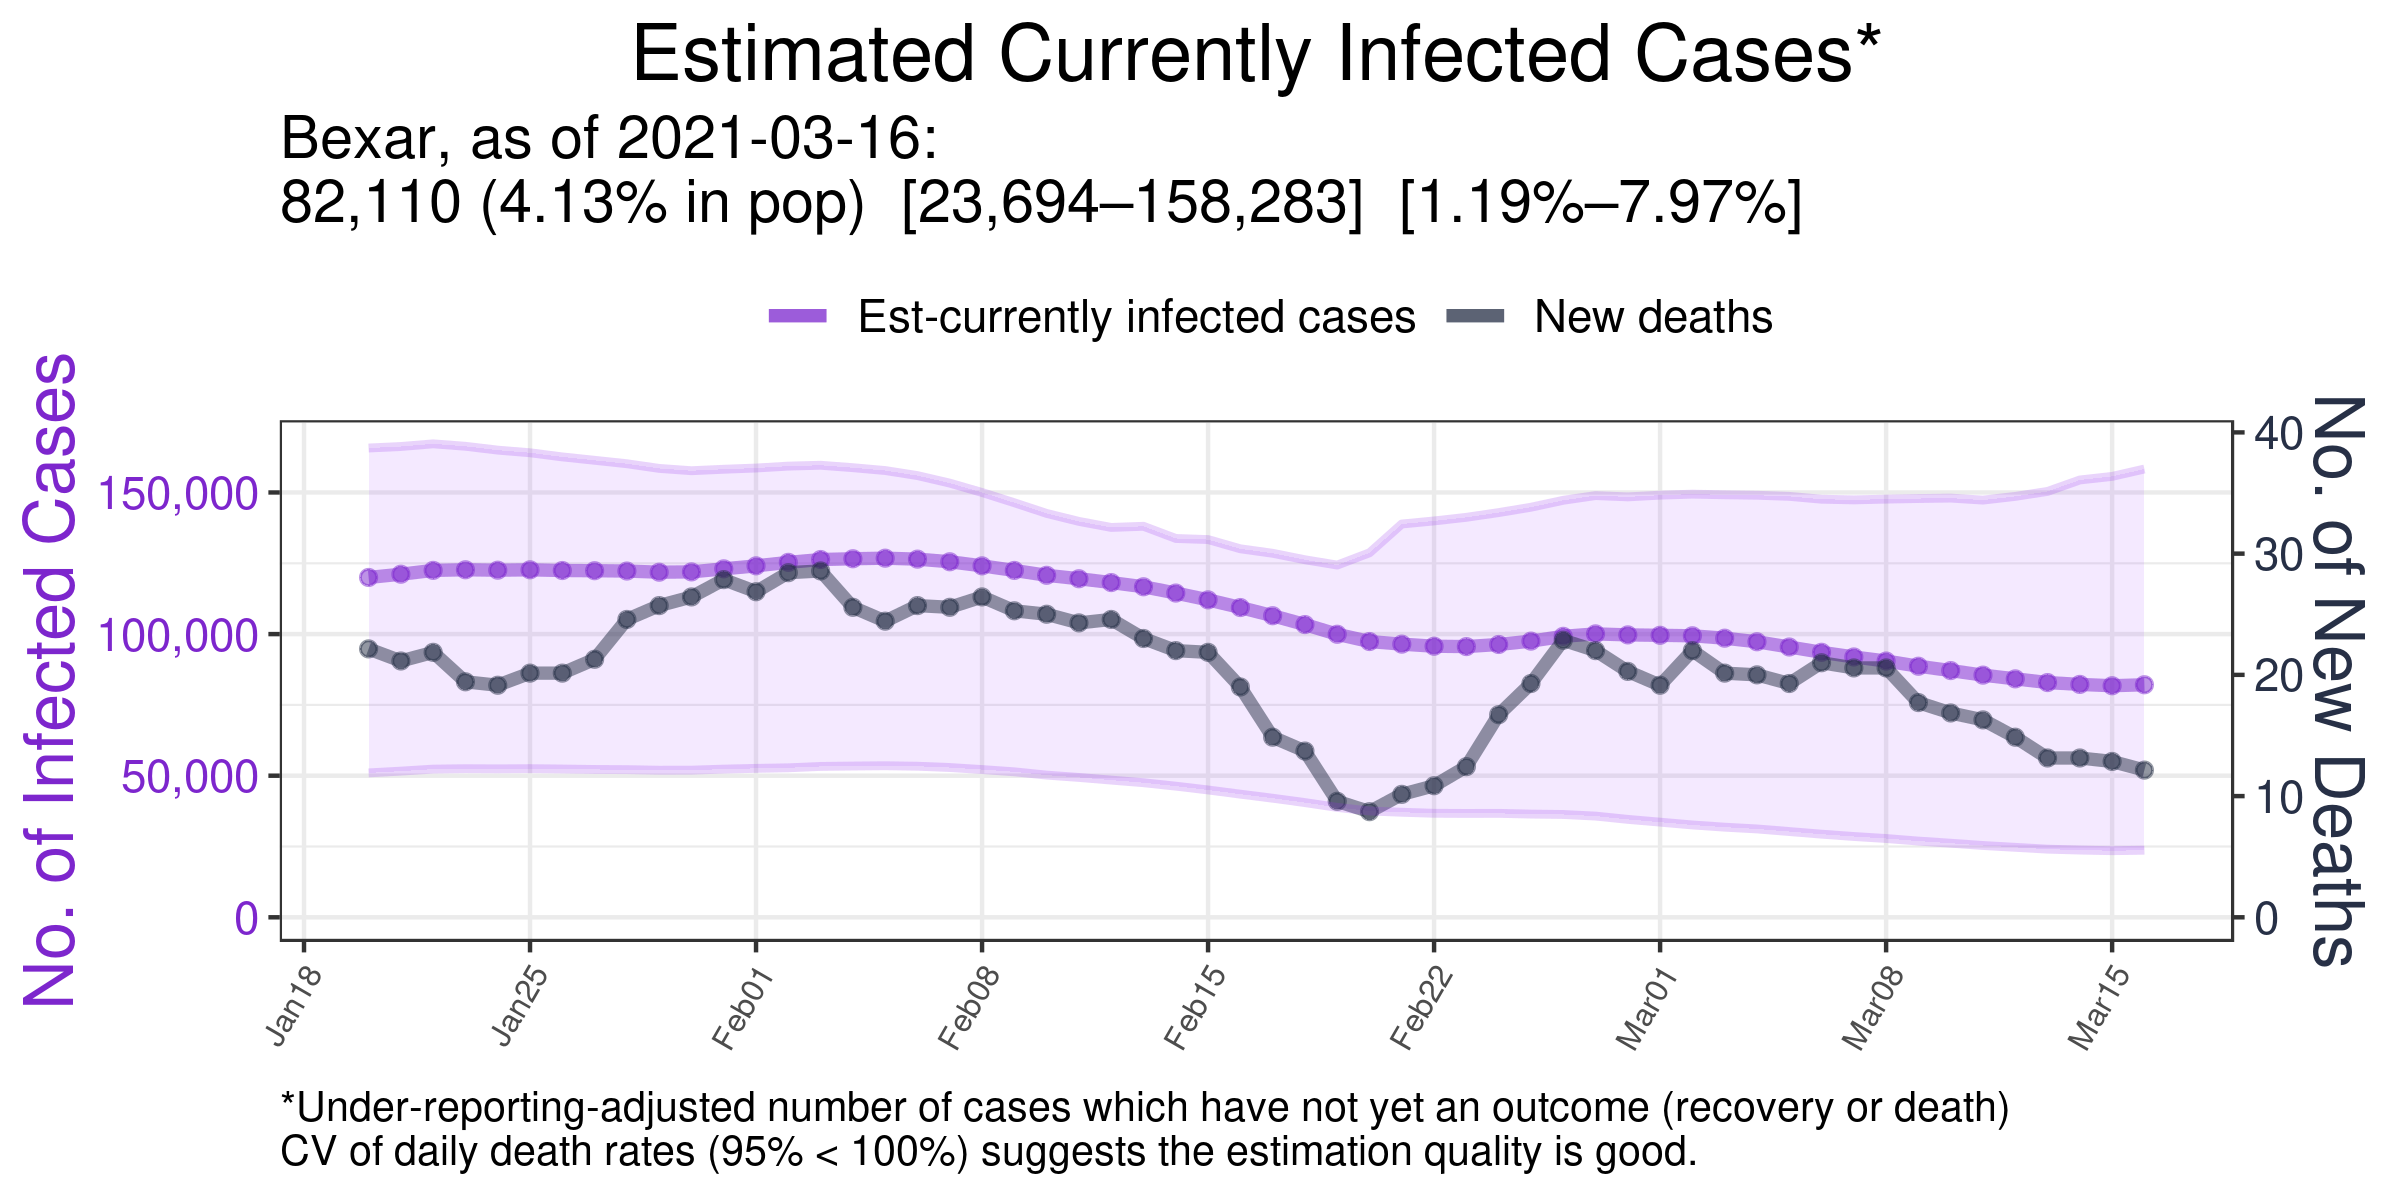 Estimated Currently Infected Cases*
Bexar, as of 2021-03-16:
82,110 (4.13% in pop)  [23,694–158,283]  [1.19%–7.97%]
Est-currently infected cases
New deaths
No. of Infected Cases
150,000
100,000
50,000
0
40
30
20
10
0
No. of New Deaths
Jan18
Jan25
Feb01
Feb08
Feb15
Feb22
Mar01
Mar08
Mar15
*Under-reporting-adjusted number of cases which have not yet an outcome (recovery or death)
CV of daily death rates (95% < 100%) suggests the estimation quality is good.